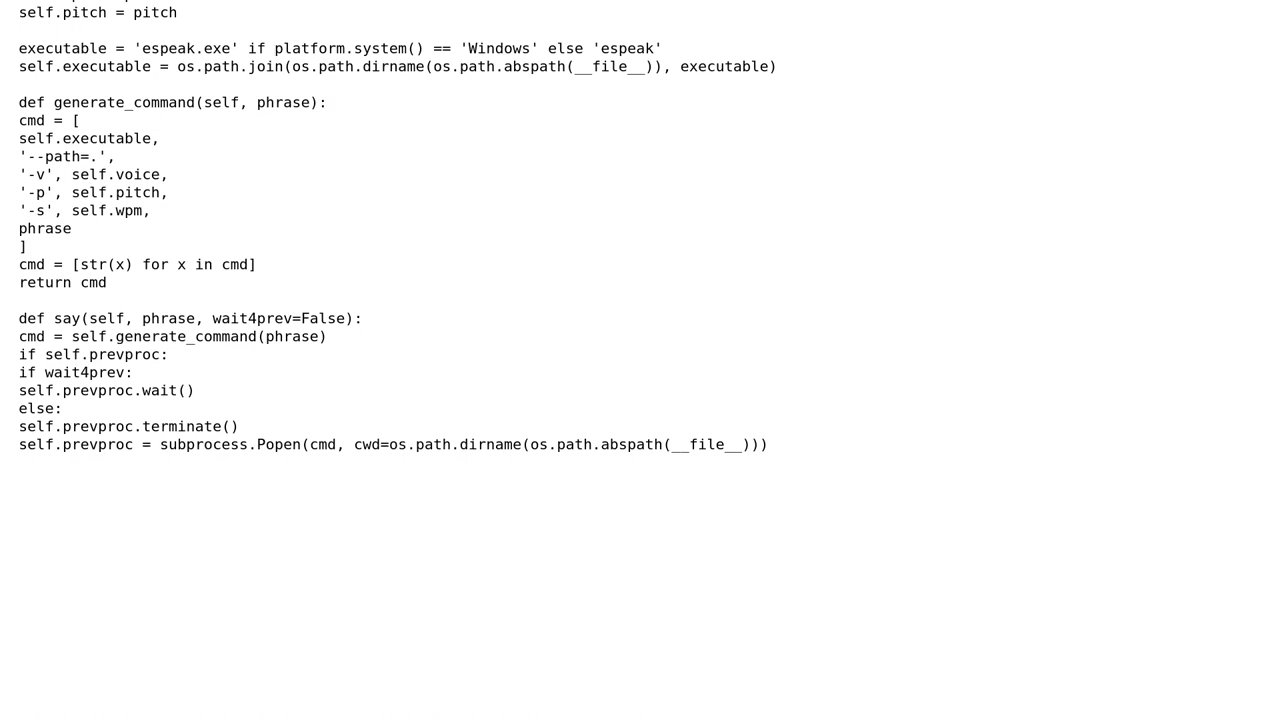 self.pitch = pitch
executable = 'espeak.exe' if platform.system() == 'Windows' else 'espeak'
self.executable = os.path.join(os.path.dirname(os.path.abspath(__file__)), executable)
def generate_command(self, phrase):
cmd = [
self.executable,
'--path=.',
'-v', self.voice,
'-p', self.pitch,
'-s', self.wpm,
phrase
]
cmd = [str(x) for x in cmd]
return cmd
def say(self, phrase, wait4prev=False):
cmd = self.generate_command(phrase)
if self.prevproc:
if wait4prev:
self.prevproc.wait()
else:
self.prevproc.terminate()
self.prevproc = subprocess.Popen(cmd, cwd=os.path.dirname(os.path.abspath(__file__)))